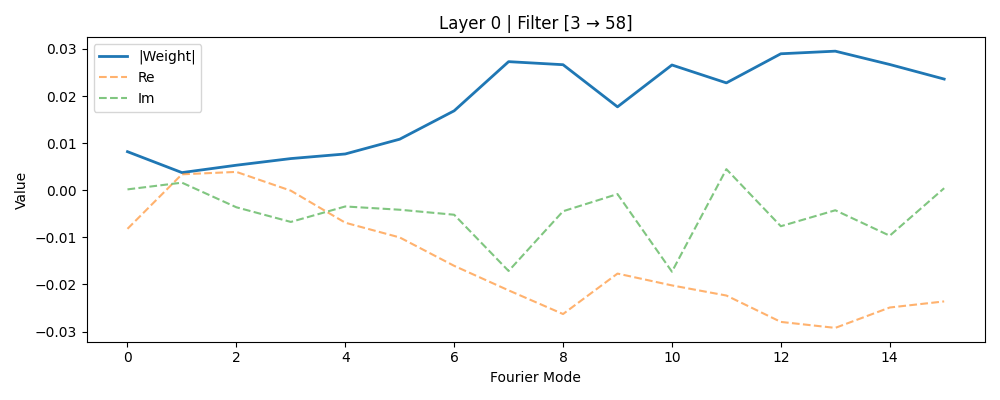 Layer 0 | Filter [3 → 58]
|Weight|
Re
Im
0.03
0.02
0.01
0.00
−0.01
−0.02
−0.03
Value
0 2 4 6 8 10 12 14
Fourier Mode